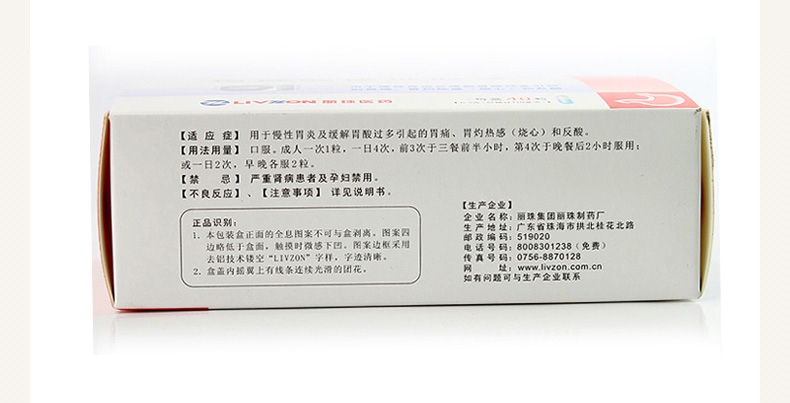 【适应症】用于慢性胃炎及缓解胃酸过多引起的胃痛、胃灼热感（烧心）和反酸。
【用法用量】口服。成人一次1粒，一日4次，前3次于三餐前半小时，第4次于晚餐后2小时服用；
或一日2次，早晚各服2粒。
【禁忌】严重肾病患者及孕妇禁用。
【不良反应】、【注意事项】详见说明书。
正品识别：
1. 本包装盒正面的全息图案不可与盒剥离。图案四
边略低于盒面，触摸时微感下凹。图案边框采用
去铝技术镂空“LIVZON”字样，字迹清晰。
2. 盒盖内摇翼上有线条连续光滑的团花。
【生产企业】
企业名称：丽珠集团丽珠制药厂
生产地址：广东省珠海市拱北桂花北路
邮政编码：519020
电话号码：8008301238（免费）
传真号码：0756-8870128
网址：www.livzon.com.cn
如有问题可与生产企业联系
LIVZON